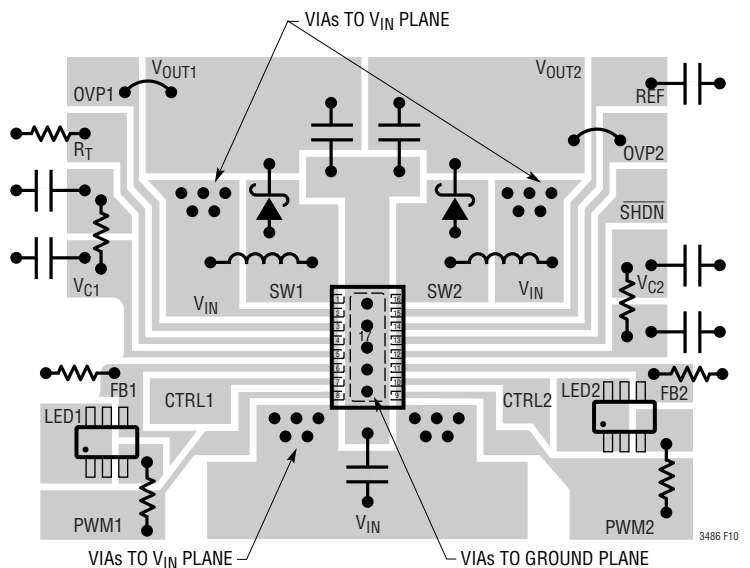 VIAs TO VIN PLANE
VOUT1
VOUT2
OVP1
REF
RT
OVP2
SHDN
VC1
VIN
SW1
SW2
VIN
VC2
1
2
3
4
5
6
7
8
17
16
15
14
13
12
11
10
9
FB1
CTRL1
CTRL2
LED2
FB2
LED1
PWM1
VIN
PWM2
3486 F10
VIAs TO VIN PLANE
VIAs TO GROUND PLANE